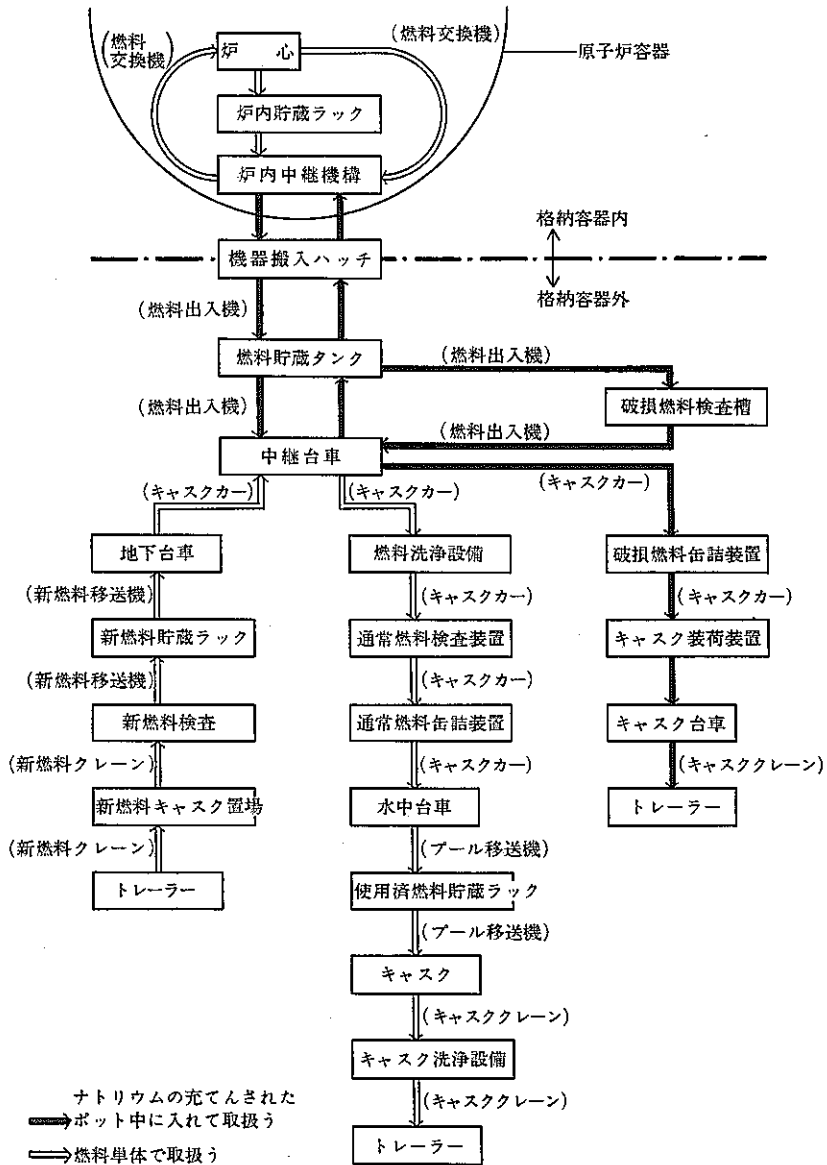 (燃料
交換機)
炉 心
(燃料交換機)
原子炉容器
炉内貯蔵ラック
炉内中継機構
格納容器内
機器搬入ハッチ
格納容器外
(燃料出入機)
燃料貯蔵タンク
(燃料出入機)
(燃料出入機)
破損燃料検査槽
(燃料出入機)
中継台車
(キャスクカー)
(キャスクカー)
(キャスクカー)
地下台車
燃料洗浄設備
破損燃料缶詰装置
(新燃料移送機)
(キャスクカー)
(キャスクカー)
新燃料貯蔵ラック
通常燃料検査装置
キャスク装荷装置
(新燃料移送機)
(キャスクカー)
新燃料検査
通常燃料缶詰装置
キャスク台車
(新燃料クレーン)
(キャスクカー)
(キャスククレーン)
新燃料キャスク置場
水中台車
トレーラー
(新燃料クレーン)
(プール移送機)
トレーラー
使用済燃料貯蔵ラック
(プール移送機)
キャスク
(キャスククレーン)
キャスク洗浄設備
(キャスククレーン)
トレーラー
ナトリウムの充てんされた
ポット中に入れて取扱う
燃料単体で取扱う